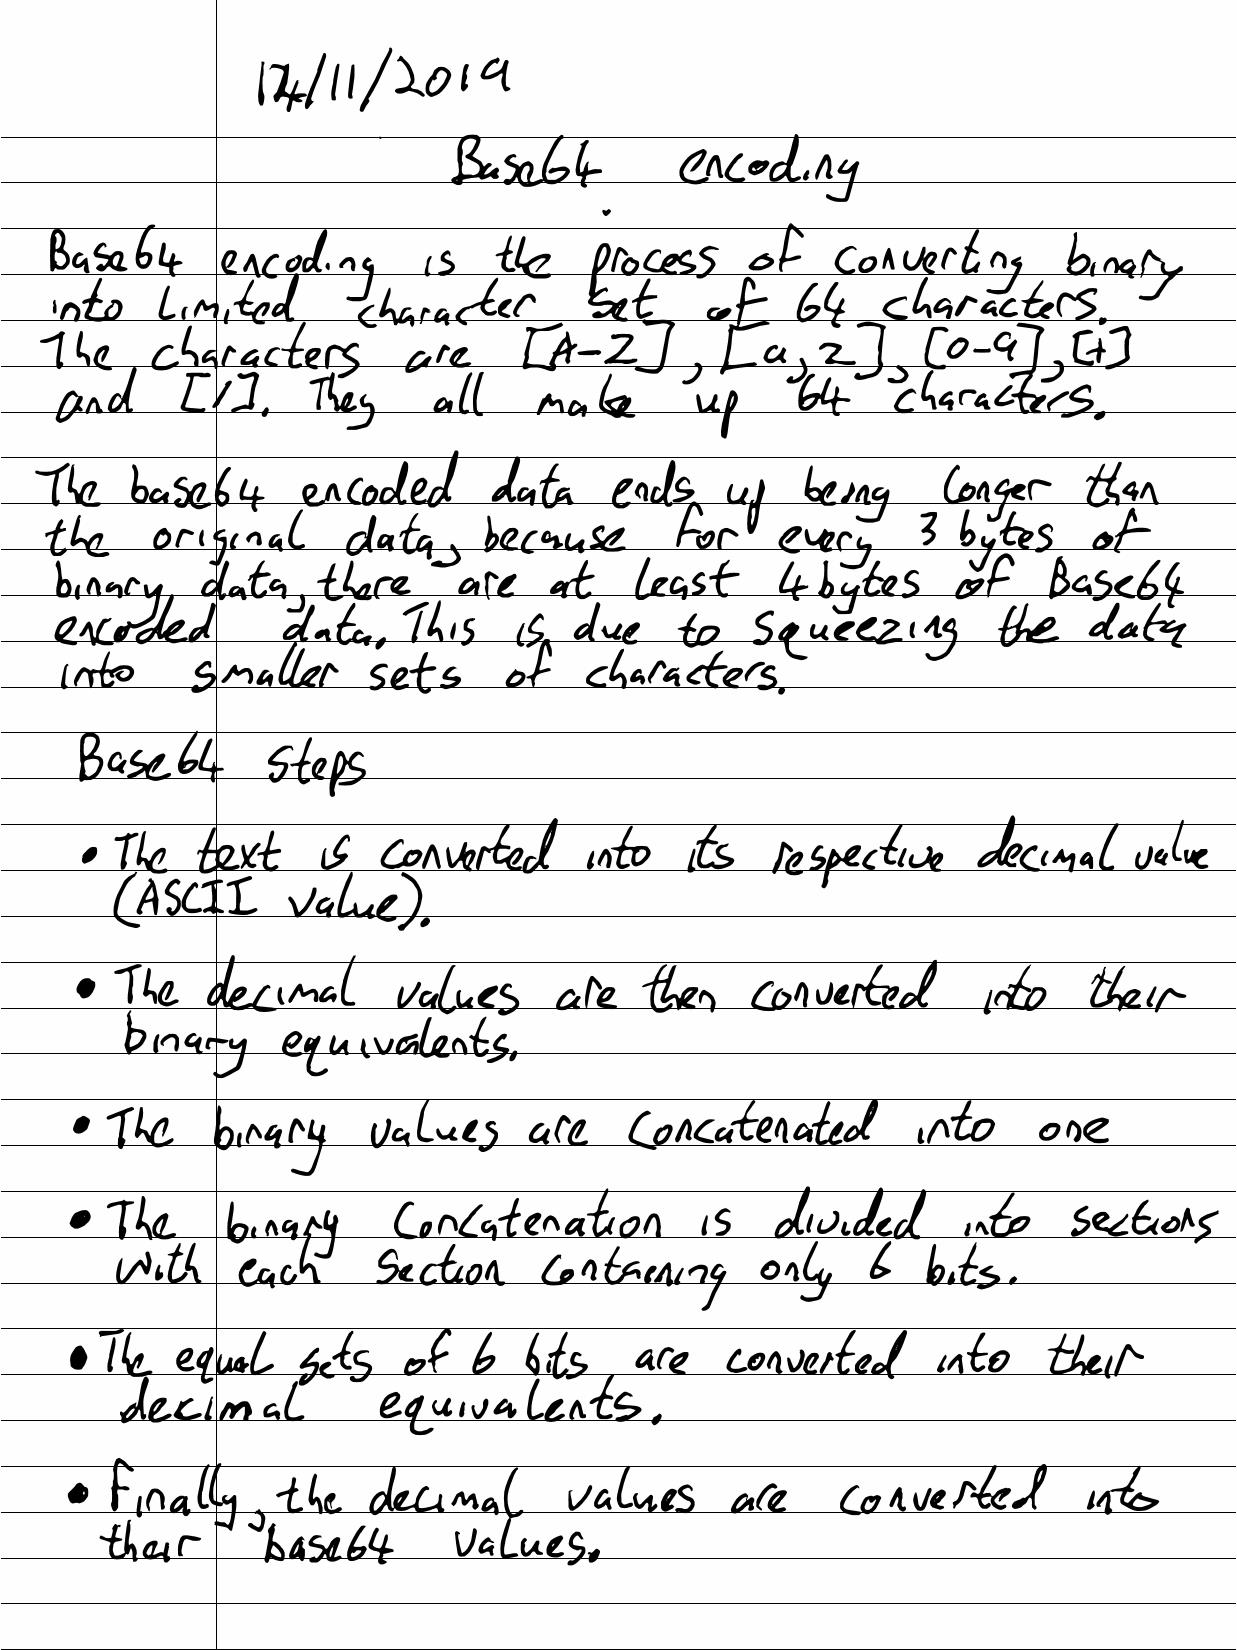 14/11/2019
Base64 encoding
Base64 encoding is the process of converting binary
into limited character set of 64 characters.
The characters are [A-Z], [a,z], [0-9], [+]
and [/]. They all make up 64 characters.
The base64 encoded data ends up being longer than
the original data, because for every 3 bytes of
binary data, there are at least 4 bytes of Base64
encoded data. This is due to squeezing the data
into smaller sets of characters.
Base64 steps
• The text is converted into its respective decimal value
(ASCII value).
• The decimal values are then converted into their
binary equivalents.
• The binary values are concatenated into one
• The binary concatenation is divided into sections
with each section containing only 6 bits.
• The equal sets of 6 bits are converted into their
decimal equivalents.
• Finally, the decimal values are converted into
their base64 values.